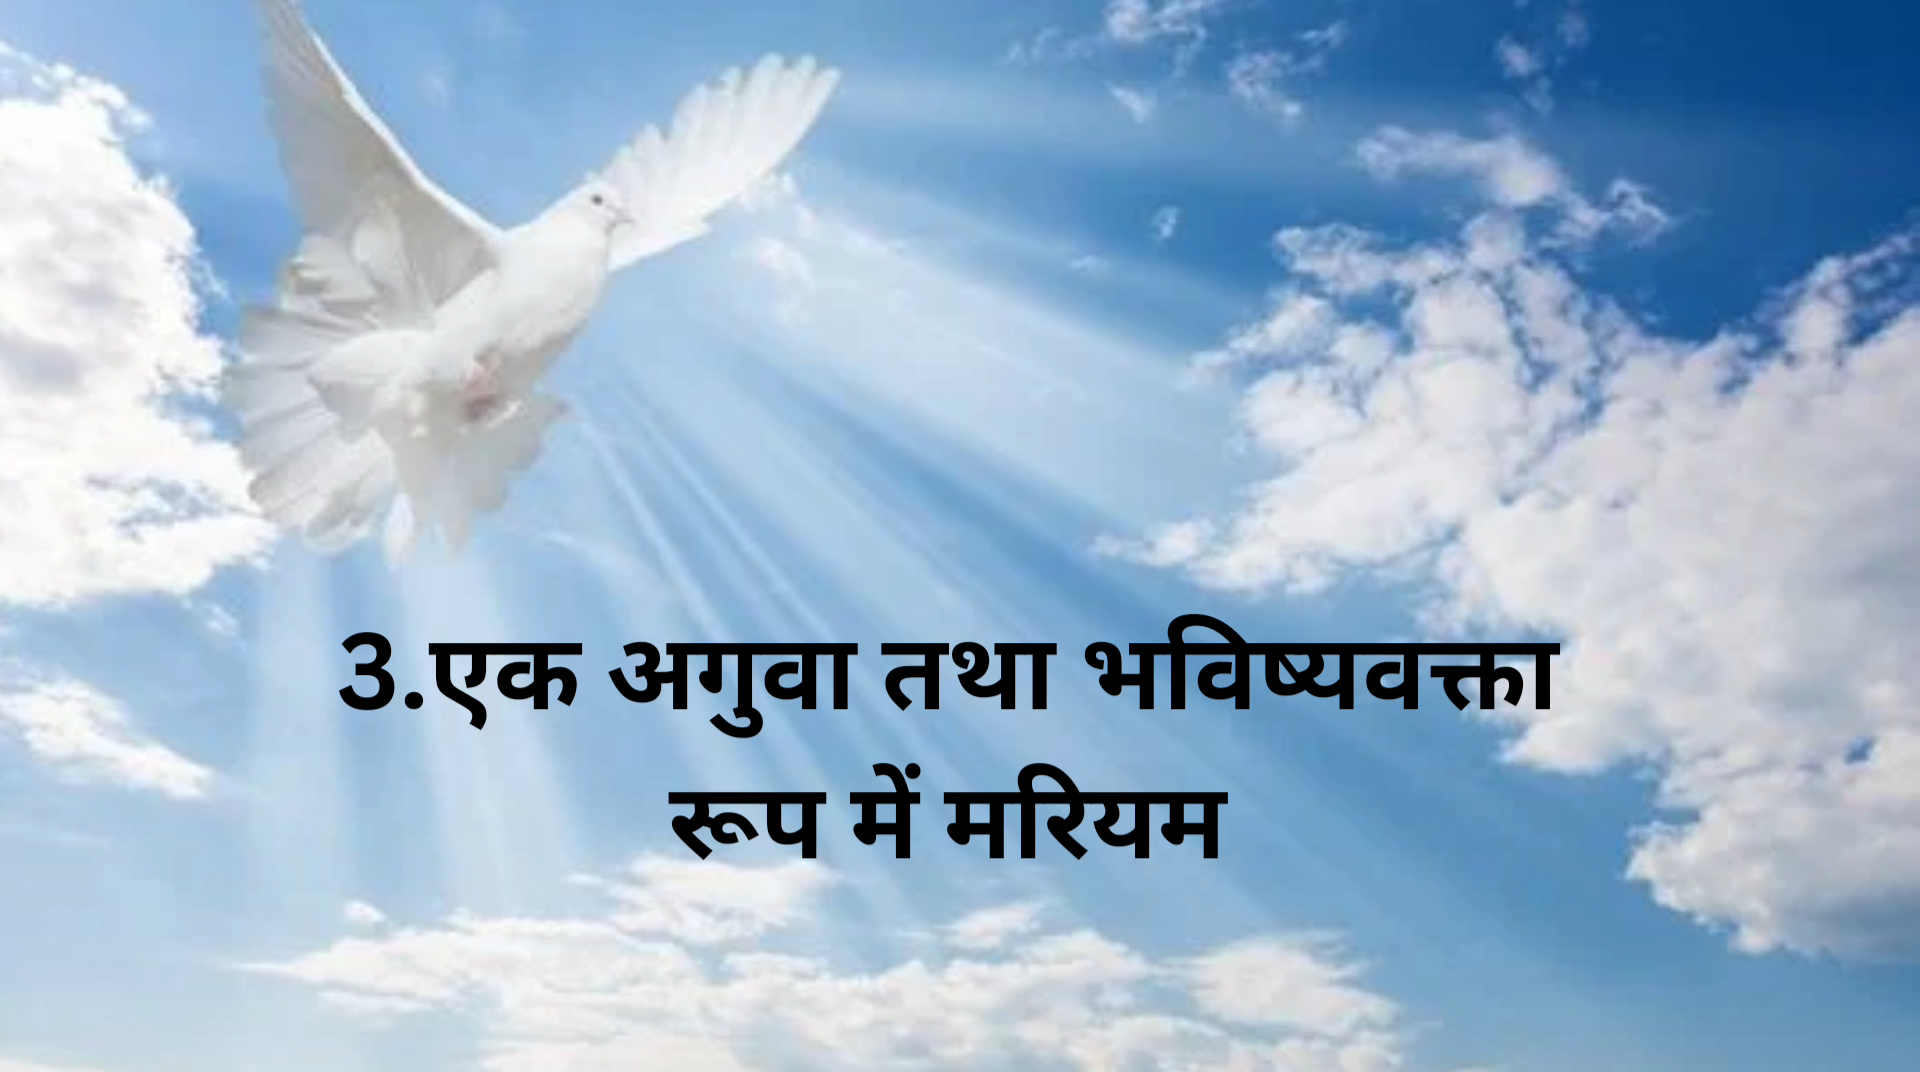 3.एक अगुवा तथा भविष्यवक्ता
रूप में मरियम